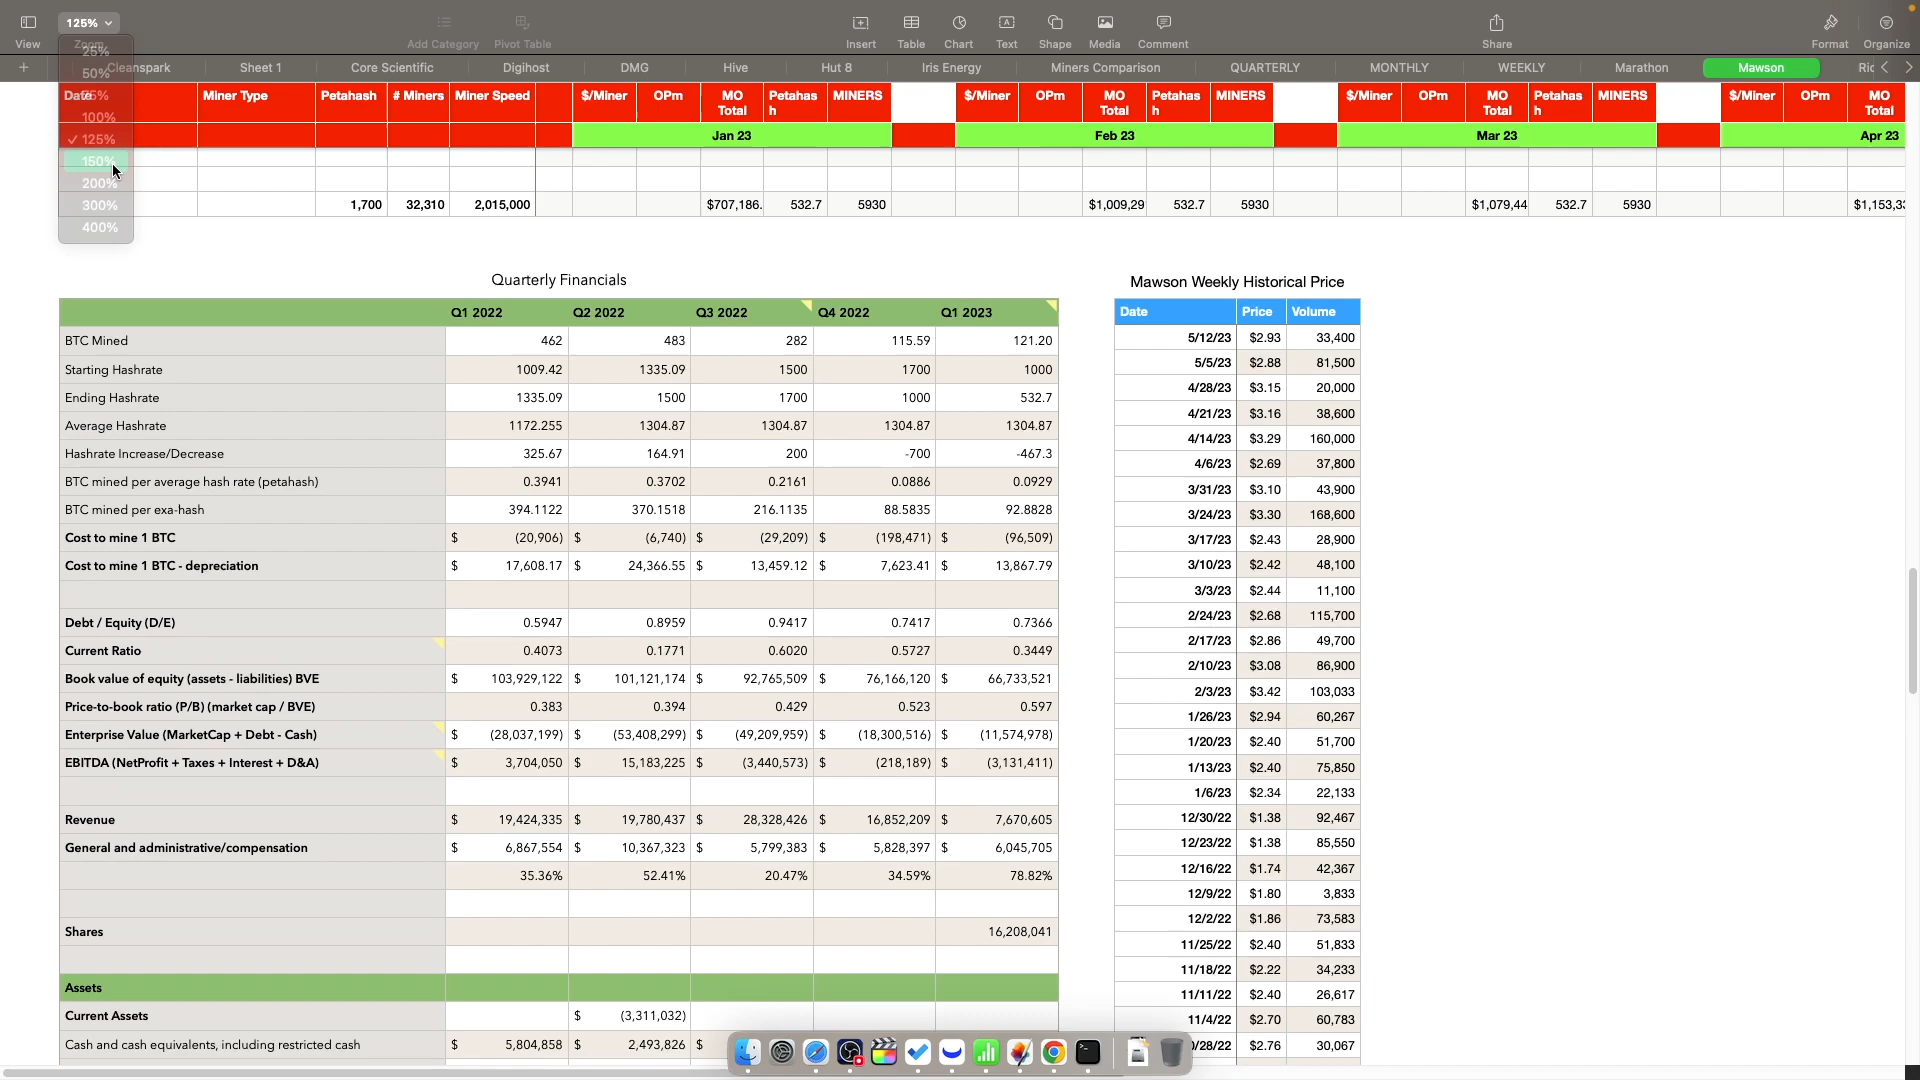 125%
View Zoom Add Category Pivot Table Insert Table Chart Text Shape Media Comment Share Format Organize
25%
50%
75%
100%
✓ 125%
150%
200%
300%
400%
+ Cleanspark Sheet 1 Core Scientific Digihost DMG Hive Hut 8 Iris Energy Miners Comparison QUARTERLY MONTHLY WEEKLY Marathon Mawson
Date Miner Type Petahash # Miners Miner Speed $/Miner OPm MO Total Petahash MINERS $/Miner OPm MO Total Petahash MINERS $/Miner OPm MO Total Petahash MINERS $/Miner OPm MO Total
Jan 23 Feb 23 Mar 23 Apr 23
1,700 32,310 2,015,000 $707,186. 532.7 5930 $1,009,29 532.7 5930 $1,079,44 532.7 5930 $1,153,3
Quarterly Financials
Q1 2022 Q2 2022 Q3 2022 Q4 2022 Q1 2023
BTC Mined 462 483 282 115.59 121.20
Starting Hashrate 1009.42 1335.09 1500 1700 1000
Ending Hashrate 1335.09 1500 1700 1000 532.7
Average Hashrate 1172.255 1304.87 1304.87 1304.87 1304.87
Hashrate Increase/Decrease 325.67 164.91 200 -700 -467.3
BTC mined per average hash rate (petahash) 0.3941 0.3702 0.2161 0.0886 0.0929
BTC mined per exa-hash 394.1122 370.1518 216.1135 88.5835 92.8828
Cost to mine 1 BTC $ (20,906) $ (6,740) $ (29,209) $ (198,471) $ (96,509)
Cost to mine 1 BTC - depreciation $ 17,608.17 $ 24,366.55 $ 13,459.12 $ 7,623.41 $ 13,867.79
Debt / Equity (D/E) 0.5947 0.8959 0.9417 0.7417 0.7366
Current Ratio 0.4073 0.1771 0.6020 0.5727 0.3449
Book value of equity (assets - liabilities) BVE $ 103,929,122 $ 101,121,174 $ 92,765,509 $ 76,166,120 $ 66,733,521
Price-to-book ratio (P/B) (market cap / BVE) 0.383 0.394 0.429 0.523 0.597
Enterprise Value (MarketCap + Debt - Cash) $ (28,037,199) $ (53,408,299) $ (49,209,959) $ (18,300,516) $ (11,574,978)
EBITDA (NetProfit + Taxes + Interest + D&A) $ 3,704,050 $ 15,183,225 $ (3,440,573) $ (218,189) $ (3,131,411)
Revenue $ 19,424,335 $ 19,780,437 $ 28,328,426 $ 16,852,209 $ 7,670,605
General and administrative/compensation $ 6,867,554 $ 10,367,323 $ 5,799,383 $ 5,828,397 $ 6,045,705
35.36% 52.41% 20.47% 34.59% 78.82%
Shares 16,208,041
Assets
Current Assets $ (3,311,032)
Cash and cash equivalents, including restricted cash $ 5,804,858 $ 2,493,826 $
Mawson Weekly Historical Price
Date Price Volume
5/12/23 $2.93 33,400
5/5/23 $2.88 81,500
4/28/23 $3.15 20,000
4/21/23 $3.16 38,600
4/14/23 $3.29 160,000
4/6/23 $2.69 37,800
3/31/23 $3.10 43,900
3/24/23 $3.30 168,600
3/17/23 $2.43 28,900
3/10/23 $2.42 48,100
3/3/23 $2.44 11,100
2/24/23 $2.68 115,700
2/17/23 $2.86 49,700
2/10/23 $3.08 86,900
2/3/23 $3.42 103,033
1/26/23 $2.94 60,267
1/20/23 $2.40 51,700
1/13/23 $2.40 75,850
1/6/23 $2.34 22,133
12/30/22 $1.38 92,467
12/23/22 $1.38 85,550
12/16/22 $1.74 42,367
12/9/22 $1.80 3,833
12/2/22 $1.86 73,583
11/25/22 $2.40 51,833
11/18/22 $2.22 34,233
11/11/22 $2.40 26,617
11/4/22 $2.70 60,783
/28/22 $2.76 30,067